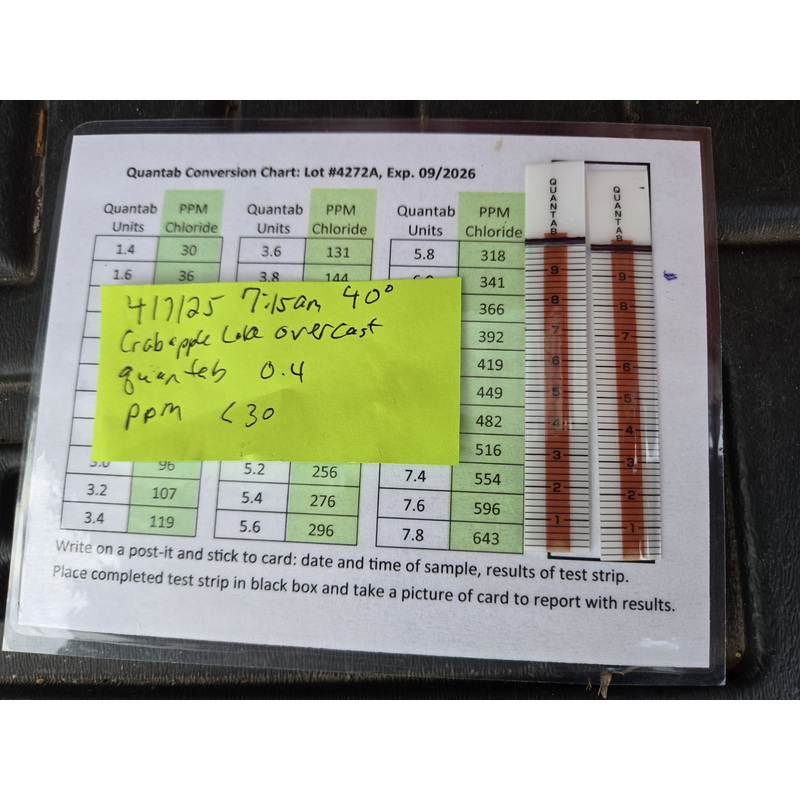 Quantab Conversion Chart: Lot #4272A, Exp. 09/2026
Quantab Units PPM Chloride Quantab Units PPM Chloride Quantab Units PPM Chloride
1.4 30 3.6 131 5.8 318
1.6 36 3.8 144 341
366
392
419
449
482
516
4/7/25 7:15am 40°
Crabapple Lake overcast
quantab 0.4
ppm <30
3.0 96 5.2 256 7.4 554
3.2 107 5.4 276 7.6 596
3.4 119 5.6 296 7.8 643
Write on a post-it and stick to card: date and time of sample, results of test strip.
Place completed test strip in black box and take a picture of card to report with results.
QUANTAB
9
8
7
6
5
4
3
2
1
QUANTAB
9
8
7
6
5
4
3
2
1